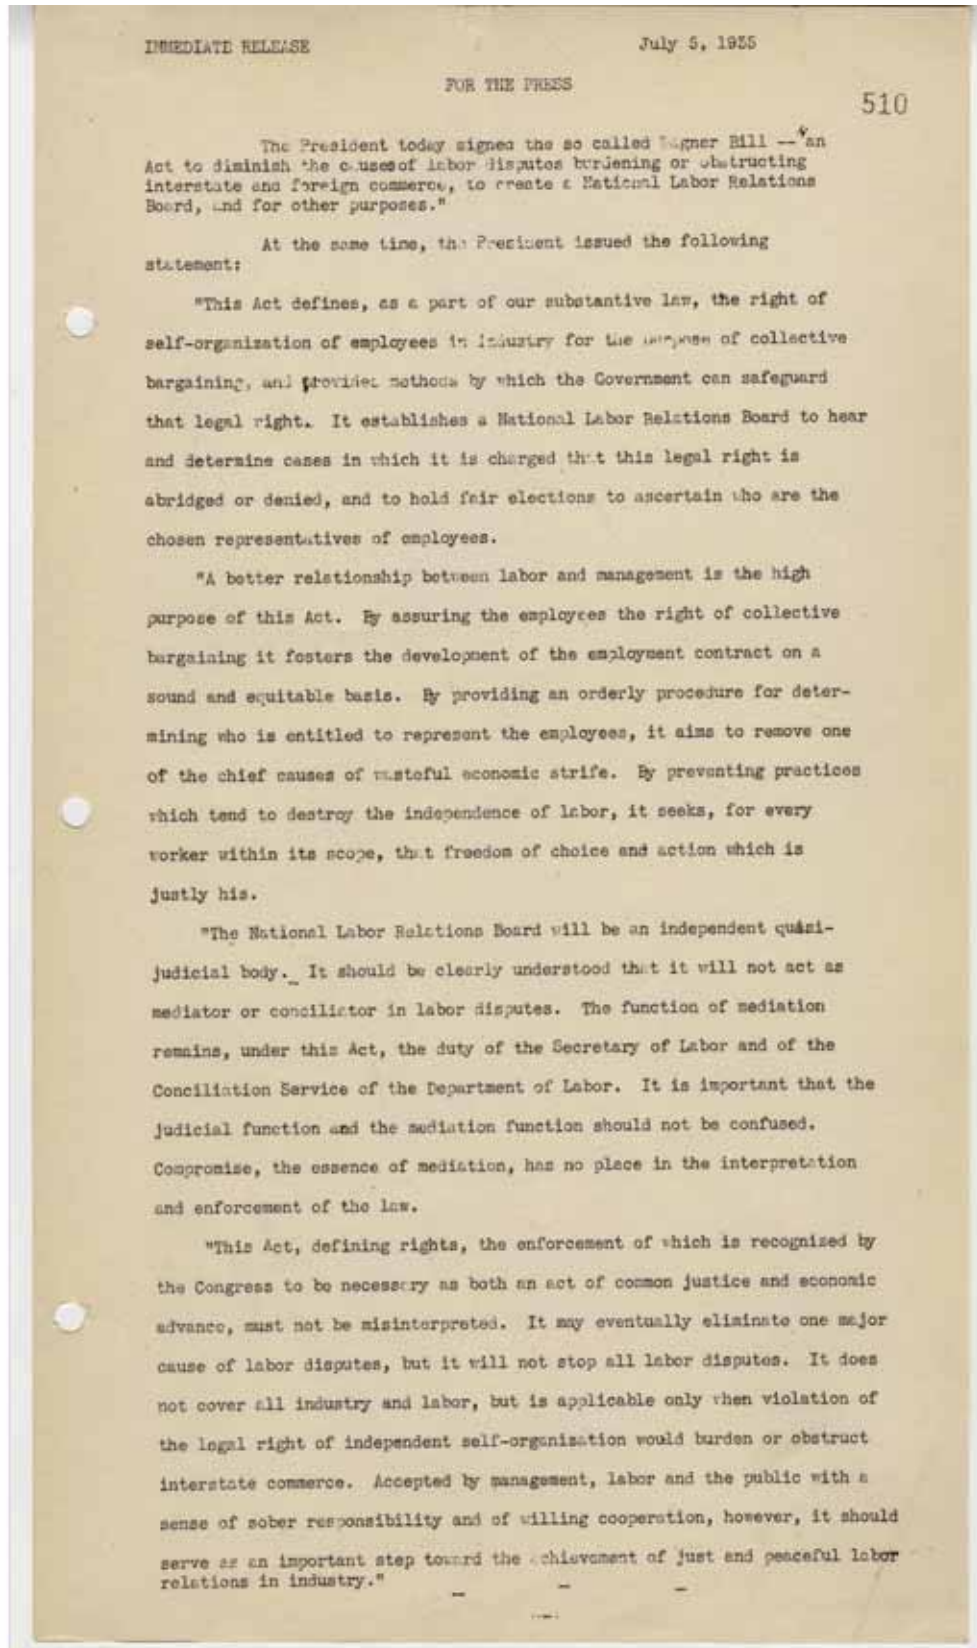 IMMEDIATE RELEASE
July 5, 1935
FOR THE PRESS
510
The President today signed the so called Wagner Bill -- "an
Act to diminish the causes of labor disputes burdening or obstructing
interstate and foreign commerce, to create a National Labor Relations
Board, and for other purposes."
At the same time, the President issued the following
statement:
"This Act defines, as a part of our substantive law, the right of
self-organization of employees in industry for the purpose of collective
bargaining, and provides methods by which the Government can safeguard
that legal right. It establishes a National Labor Relations Board to hear
and determine cases in which it is charged that this legal right is
abridged or denied, and to hold fair elections to ascertain who are the
chosen representatives of employees.
"A better relationship between labor and management is the high
purpose of this Act. By assuring the employees the right of collective
bargaining it fosters the development of the employment contract on a
sound and equitable basis. By providing an orderly procedure for deter-
mining who is entitled to represent the employees, it aims to remove one
of the chief causes of wasteful economic strife. By preventing practices
which tend to destroy the independence of labor, it seeks, for every
worker within its scope, that freedom of choice and action which is
justly his.
"The National Labor Relations Board will be an independent quasi-
judicial body. It should be clearly understood that it will not act as
mediator or conciliator in labor disputes. The function of mediation
remains, under this Act, the duty of the Secretary of Labor and of the
Conciliation Service of the Department of Labor. It is important that the
judicial function and the mediation function should not be confused.
Compromise, the essence of mediation, has no place in the interpretation
and enforcement of the law.
"This Act, defining rights, the enforcement of which is recognized by
the Congress to be necessary as both an act of common justice and economic
advance, must not be misinterpreted. It may eventually eliminate one major
cause of labor disputes, but it will not stop all labor disputes. It does
not cover all industry and labor, but is applicable only when violation of
the legal right of independent self-organization would burden or obstruct
interstate commerce. Accepted by management, labor and the public with a
sense of sober responsibility and of willing cooperation, however, it should
serve as an important step toward the achievement of just and peaceful labor
relations in industry."